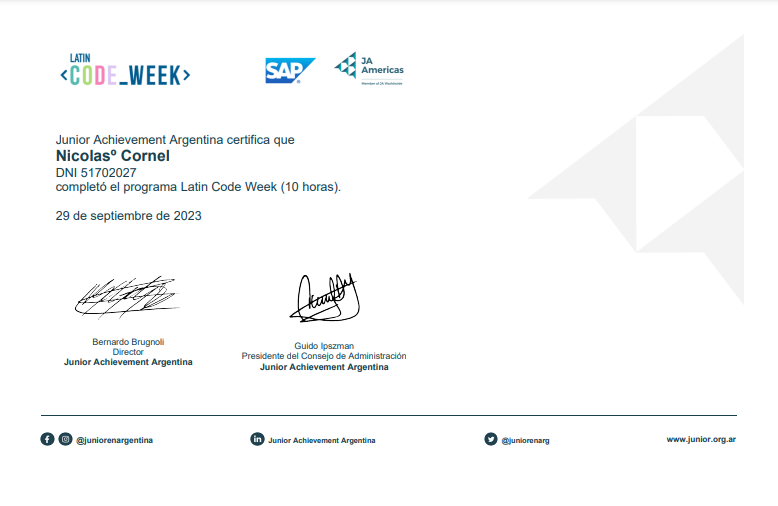 LATIN
<CODE_WEEK>
SAP
JA
Americas
Member of JA Worldwide
Junior Achievement Argentina certifica que
Nicolasº Cornel
DNI 51702027
completó el programa Latin Code Week (10 horas).
29 de septiembre de 2023
Bernardo Brugnoli
Director
Junior Achievement Argentina
Guido Ipszman
Presidente del Consejo de Administración
Junior Achievement Argentina
@juniorenargentina
Junior Achievement Argentina
@juniorenarg
www.junior.org.ar